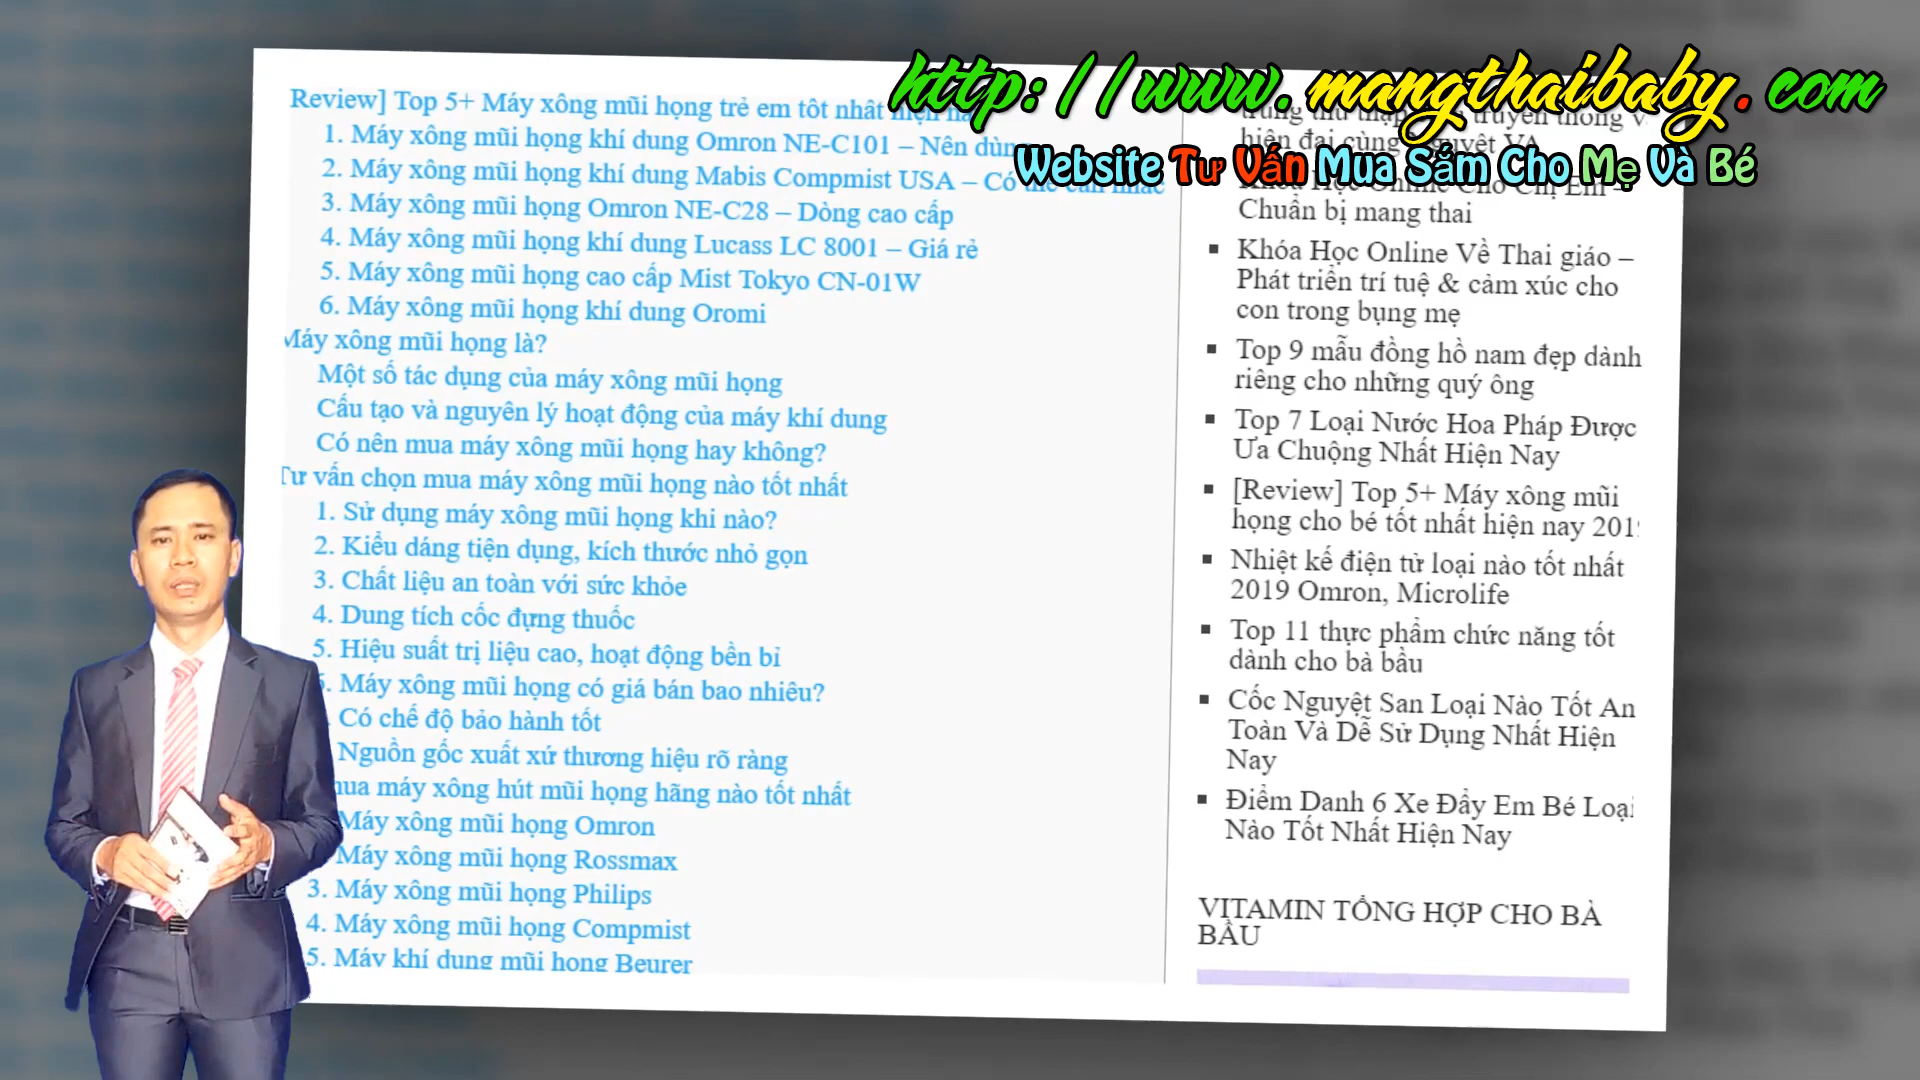 http://www.mangthaibaby.com
Website Tư Vấn Mua Sắm Cho Mẹ Và Bé
Review] Top 5+ Máy xông mũi họng trẻ em tốt nhất
1. Máy xông mũi họng khí dung Omron NE-C101 – Nên dùng
2. Máy xông mũi họng khí dung Mabis Compmist USA – Có
3. Máy xông mũi họng Omron NE-C28 – Dòng cao cấp
4. Máy xông mũi họng khí dung Lucass LC 8001 – Giá rẻ
5. Máy xông mũi họng cao cấp Mist Tokyo CN-01W
6. Máy xông mũi họng khí dung Oromi
Máy xông mũi họng là?
Một số tác dụng của máy xông mũi họng
Cấu tạo và nguyên lý hoạt động của máy khí dung
Có nên mua máy xông mũi họng hay không?
Tư vấn chọn mua máy xông mũi họng nào tốt nhất
1. Sử dụng máy xông mũi họng khi nào?
2. Kiểu dáng tiện dụng, kích thước nhỏ gọn
3. Chất liệu an toàn với sức khỏe
4. Dung tích cốc đựng thuốc
5. Hiệu suất trị liệu cao, hoạt động bền bỉ
Máy xông mũi họng có giá bán bao nhiêu?
Có chế độ bảo hành tốt
Nguồn gốc xuất xứ thương hiệu rõ ràng
mua máy xông hút mũi họng hãng nào tốt nhất
Máy xông mũi họng Omron
Máy xông mũi họng Rossmax
3. Máy xông mũi họng Philips
4. Máy xông mũi họng Compmist
5. Máy khí dung mũi họng Beurer
truyền thống
hiện đại cùng
Khóa Học Online Cho Chị Em –
Chuẩn bị mang thai
▪ Khóa Học Online Về Thai giáo –
Phát triển trí tuệ & cảm xúc cho
con trong bụng mẹ
▪ Top 9 mẫu đồng hồ nam đẹp dành
riêng cho những quý ông
▪ Top 7 Loại Nước Hoa Pháp Được
Ưa Chuộng Nhất Hiện Nay
▪ [Review] Top 5+ Máy xông mũi
họng cho bé tốt nhất hiện nay 201
▪ Nhiệt kế điện tử loại nào tốt nhất
2019 Omron, Microlife
▪ Top 11 thực phẩm chức năng tốt
dành cho bà bầu
▪ Cốc Nguyệt San Loại Nào Tốt An
Toàn Và Dễ Sử Dụng Nhất Hiện
Nay
▪ Điểm Danh 6 Xe Đẩy Em Bé Loại
Nào Tốt Nhất Hiện Nay
VITAMIN TỔNG HỢP CHO BÀ
BẦU